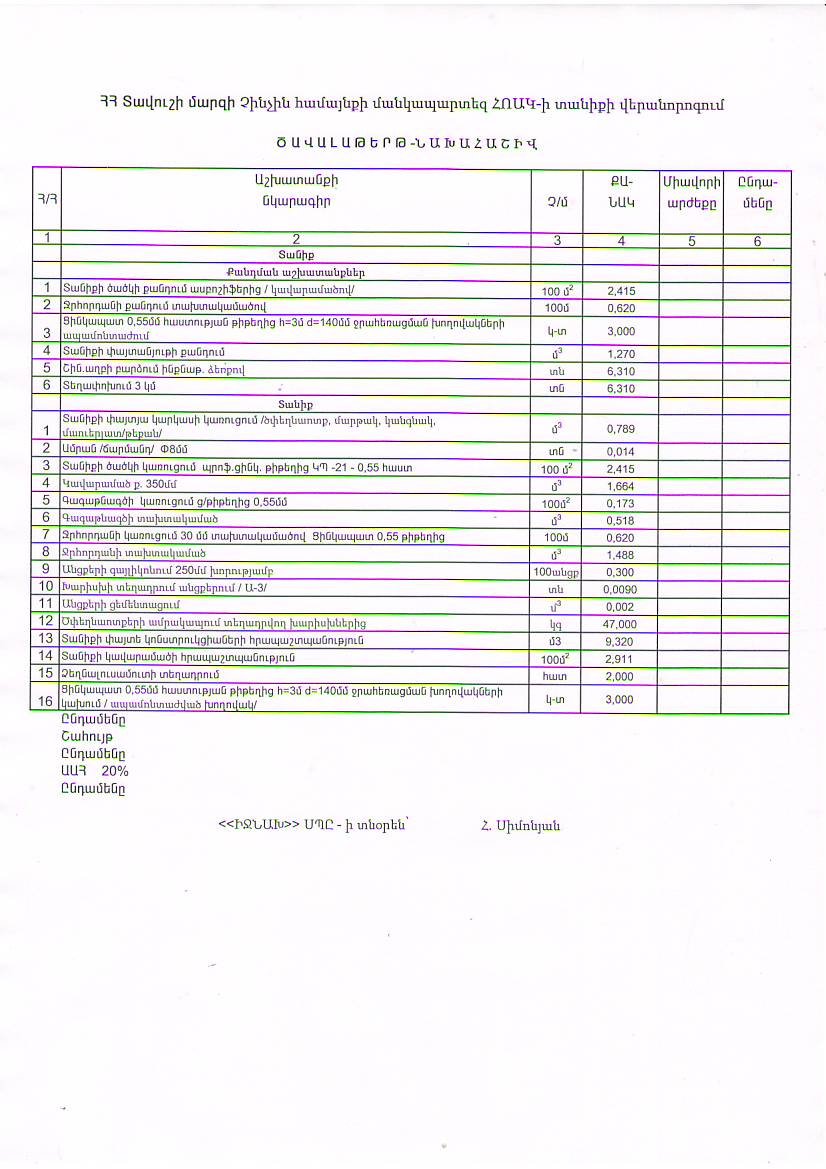 ՀՀ Տավուշի մարզի Չինչին համայնքի մանկապարտեզ ՀՈԱԿ-ի տանիքի վերանորոգում
Ծ Ա Վ Ա Լ Ա Թ Ե Ր Թ -Ն Ա Խ Ա Հ Ա Շ Ի Վ
Հ/Հ Աշխատանքի նկարագիր Չ/մ ՔԱ-ՆԱԿ Միավորի արժեքը Ընդա-մենը
1 2 3 4 5 6
Տանիք
Քանդման աշխատանքներ
1 Տանիքի ծածկի քանդում ասբոշիֆերից / կավարամածով/ 100 մ2 2,415
2 Ջրհորդանի քանդում տախտակամածով 100մ 0,620
Ցինկապատ 0,55մմ հաստության թիթեղից h=3մ d=140մմ ջրահեռացման խողովակների
3 ապամոնտաժում կ-տ 3,000
4 Տանիքի փայտանյութի քանդում մ3 1,270
5 Շին.աղբի բարձում ինքնաթ. ձեռքով տն 6,310
6 Տեղափոխում 3 կմ տն 6,310
Տանիք
Տանիքի փայտյա կարկասի կառուցում /ծփեղնաոտք, մարթակ, կանգնակ,
1 մաուերլատ/թեքան/ մ3 0,789
2 Ամրան /ճարմանդ/ Փ8մմ տն 0,014
3 Տանիքի ծածկի կառուցում պրոֆ.ցինկ. թիթեղից ԿՊ -21 - 0,55 հաստ 100 մ2 2,415
4 Կավարամած ք. 350մմ մ3 1,664
5 Գագաթնագծի կառուցում ց/թիթեղից 0,55մմ 100մ2 0,173
6 Գագաթնագծի տախտակամած մ3 0,518
7 Ջրհորդանի կառուցում 30 մմ տախտակամածով Ցինկապատ 0,55 թիթեղից 100մ 0,620
8 Ջրհորդանի տախտակամած մ3 1,488
9 Անցքերի գայլիկոնում 250մմ խորությամբ 100անցք 0,300
10 Խարիսխի տեղադրում անցքերում / Ա-3/ տն 0,0090
11 Անցքերի ցեմենտացում մ3 0,002
12 Ծփեղնաոտքերի ամրակապում տեղադրվող խարիսխներից կգ 47,000
13 Տանիքի փայտե կոնստրուկցիաների հրապաշտպանություն մ3 9,320
14 Տանիքի կավարամածի հրապաշտպանություն 100մ2 2,911
15 Ձեղնալուսամուտի տեղադրում հատ 2,000
Ցինկապատ 0,55մմ հաստության թիթեղից h=3մ d=140մմ ջրահեռացման խողովակների
16 կախում / ապամոնտաժված խողովակ/ կ-տ 3,000
Ընդամենը
Շահույթ
Ընդամենը
ԱԱՀ 20%
Ընդամենը
<<ԻՋՆԱԽ>> ՍՊԸ - ի տնօրեն՝ Հ. Սիմոնյան